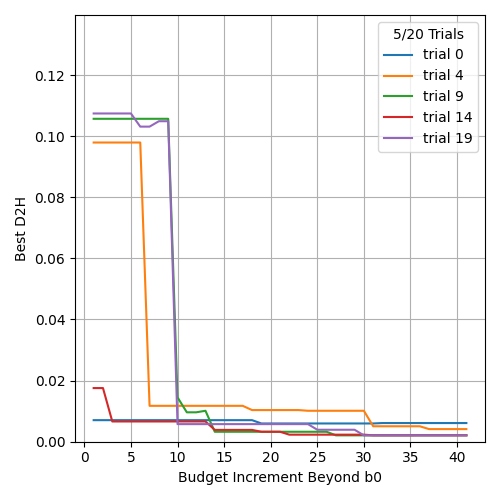 5/20 Trials
trial 0
trial 4
trial 9
trial 14
trial 19
0.12
0.10
0.08
0.06
0.04
0.02
0.00
Best D2H
0 5 10 15 20 25 30 35 40
Budget Increment Beyond b0